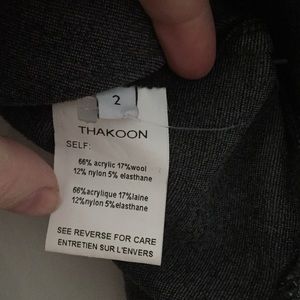 2
THAKOON
SELF:
66% acrylic 17%wool
12% nylon 5% elasthane
66%acrylique 17%laine
12%nylon 5%elasthane
SEE REVERSE FOR CARE
ENTRETIEN SUR L'ENVERS